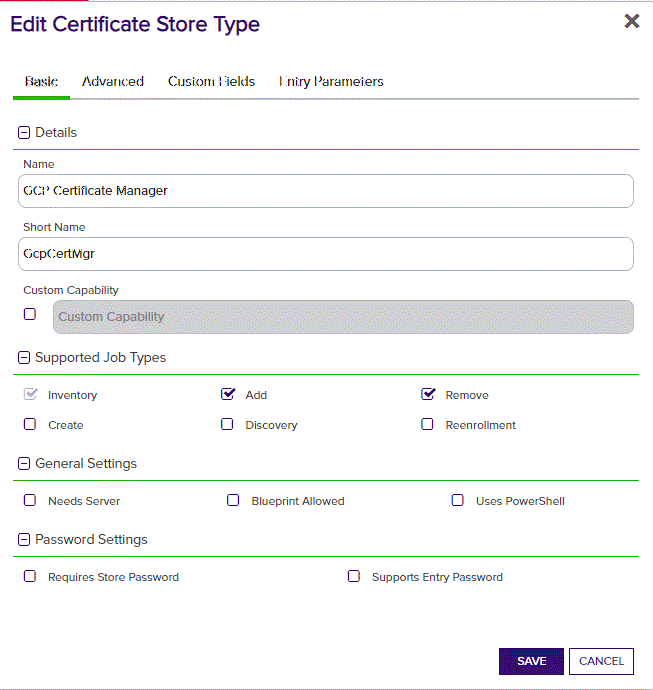 Edit Certificate Store Type
Basic Advanced Custom Fields Entry Parameters
Details
Name
GCP Certificate Manager
Short Name
GcpCertMgr
Custom Capability
Custom Capability
Supported Job Types
Inventory Add Remove
Create Discovery Reenrollment
General Settings
Needs Server Blueprint Allowed Uses PowerShell
Password Settings
Requires Store Password Supports Entry Password
SAVE CANCEL